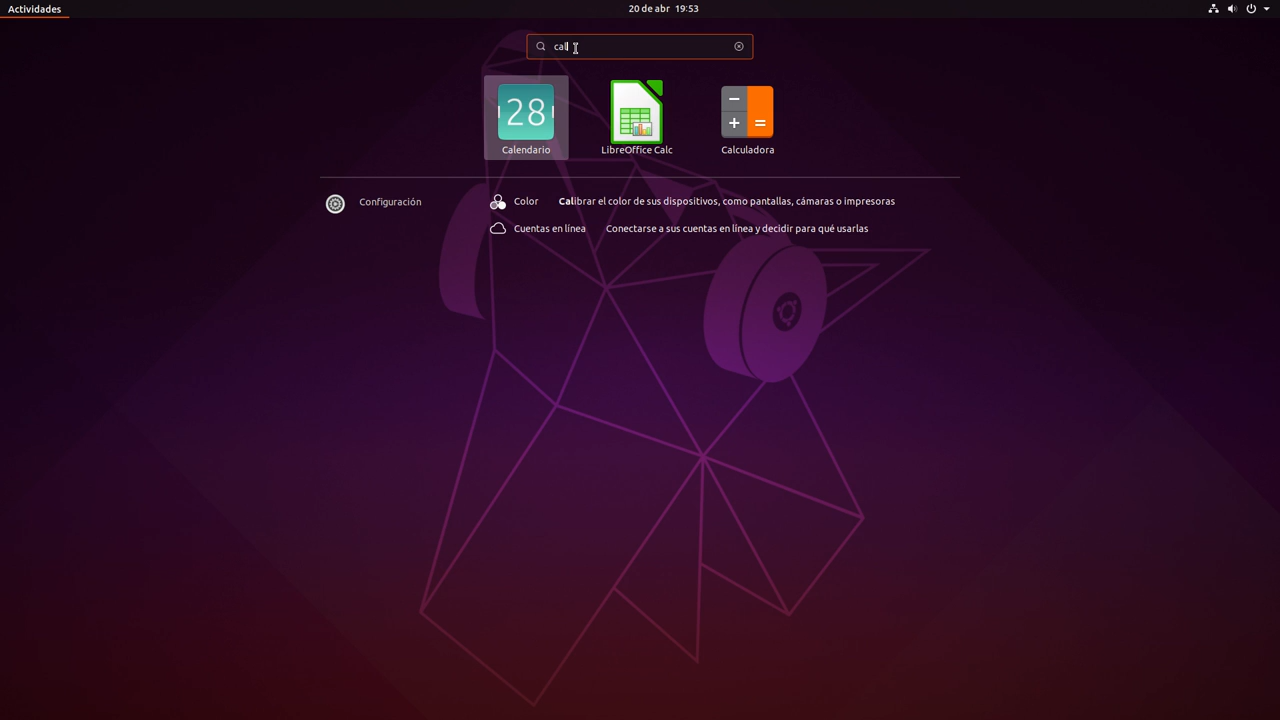 Actividades
20 de abr 19:53
cal
28
Calendario
LibreOffice Calc
Calculadora
Configuración
Color Calibrar el color de sus dispositivos, como pantallas, cámaras o impresoras
Cuentas en línea Conectarse a sus cuentas en línea y decidir para qué usarlas